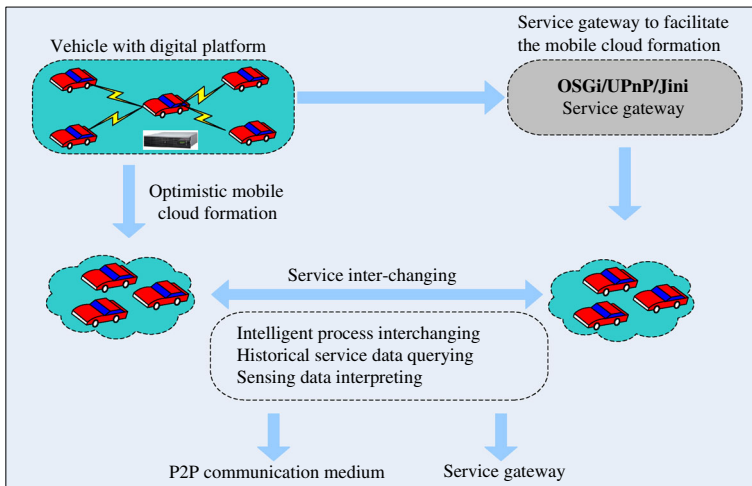 Vehicle with digital platform
Service gateway to facilitate
the mobile cloud formation
OSGi/UPnP/Jini
Service gateway
Optimistic mobile
cloud formation
Service inter-changing
Intelligent process interchanging
Historical service data querying
Sensing data interpreting
P2P communication medium
Service gateway